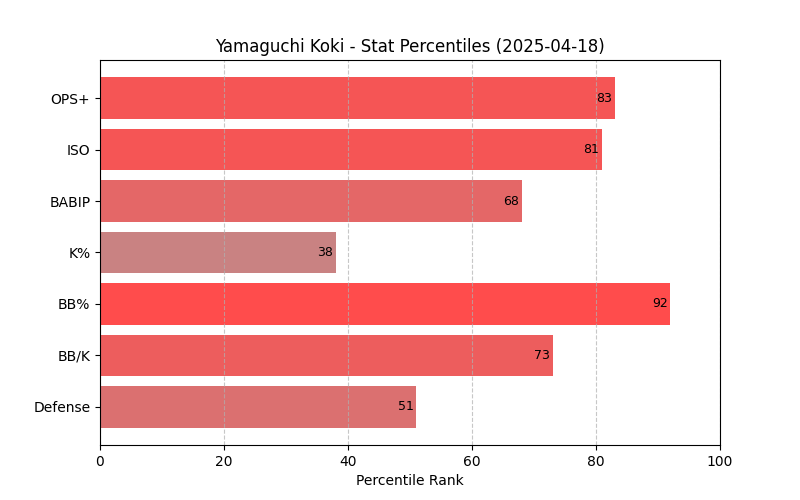 Yamaguchi Koki - Stat Percentiles (2025-04-18)
OPS+ 83
ISO 81
BABIP 68
K% 38
BB% 92
BB/K 73
Defense 51
0 20 40 60 80 100
Percentile Rank